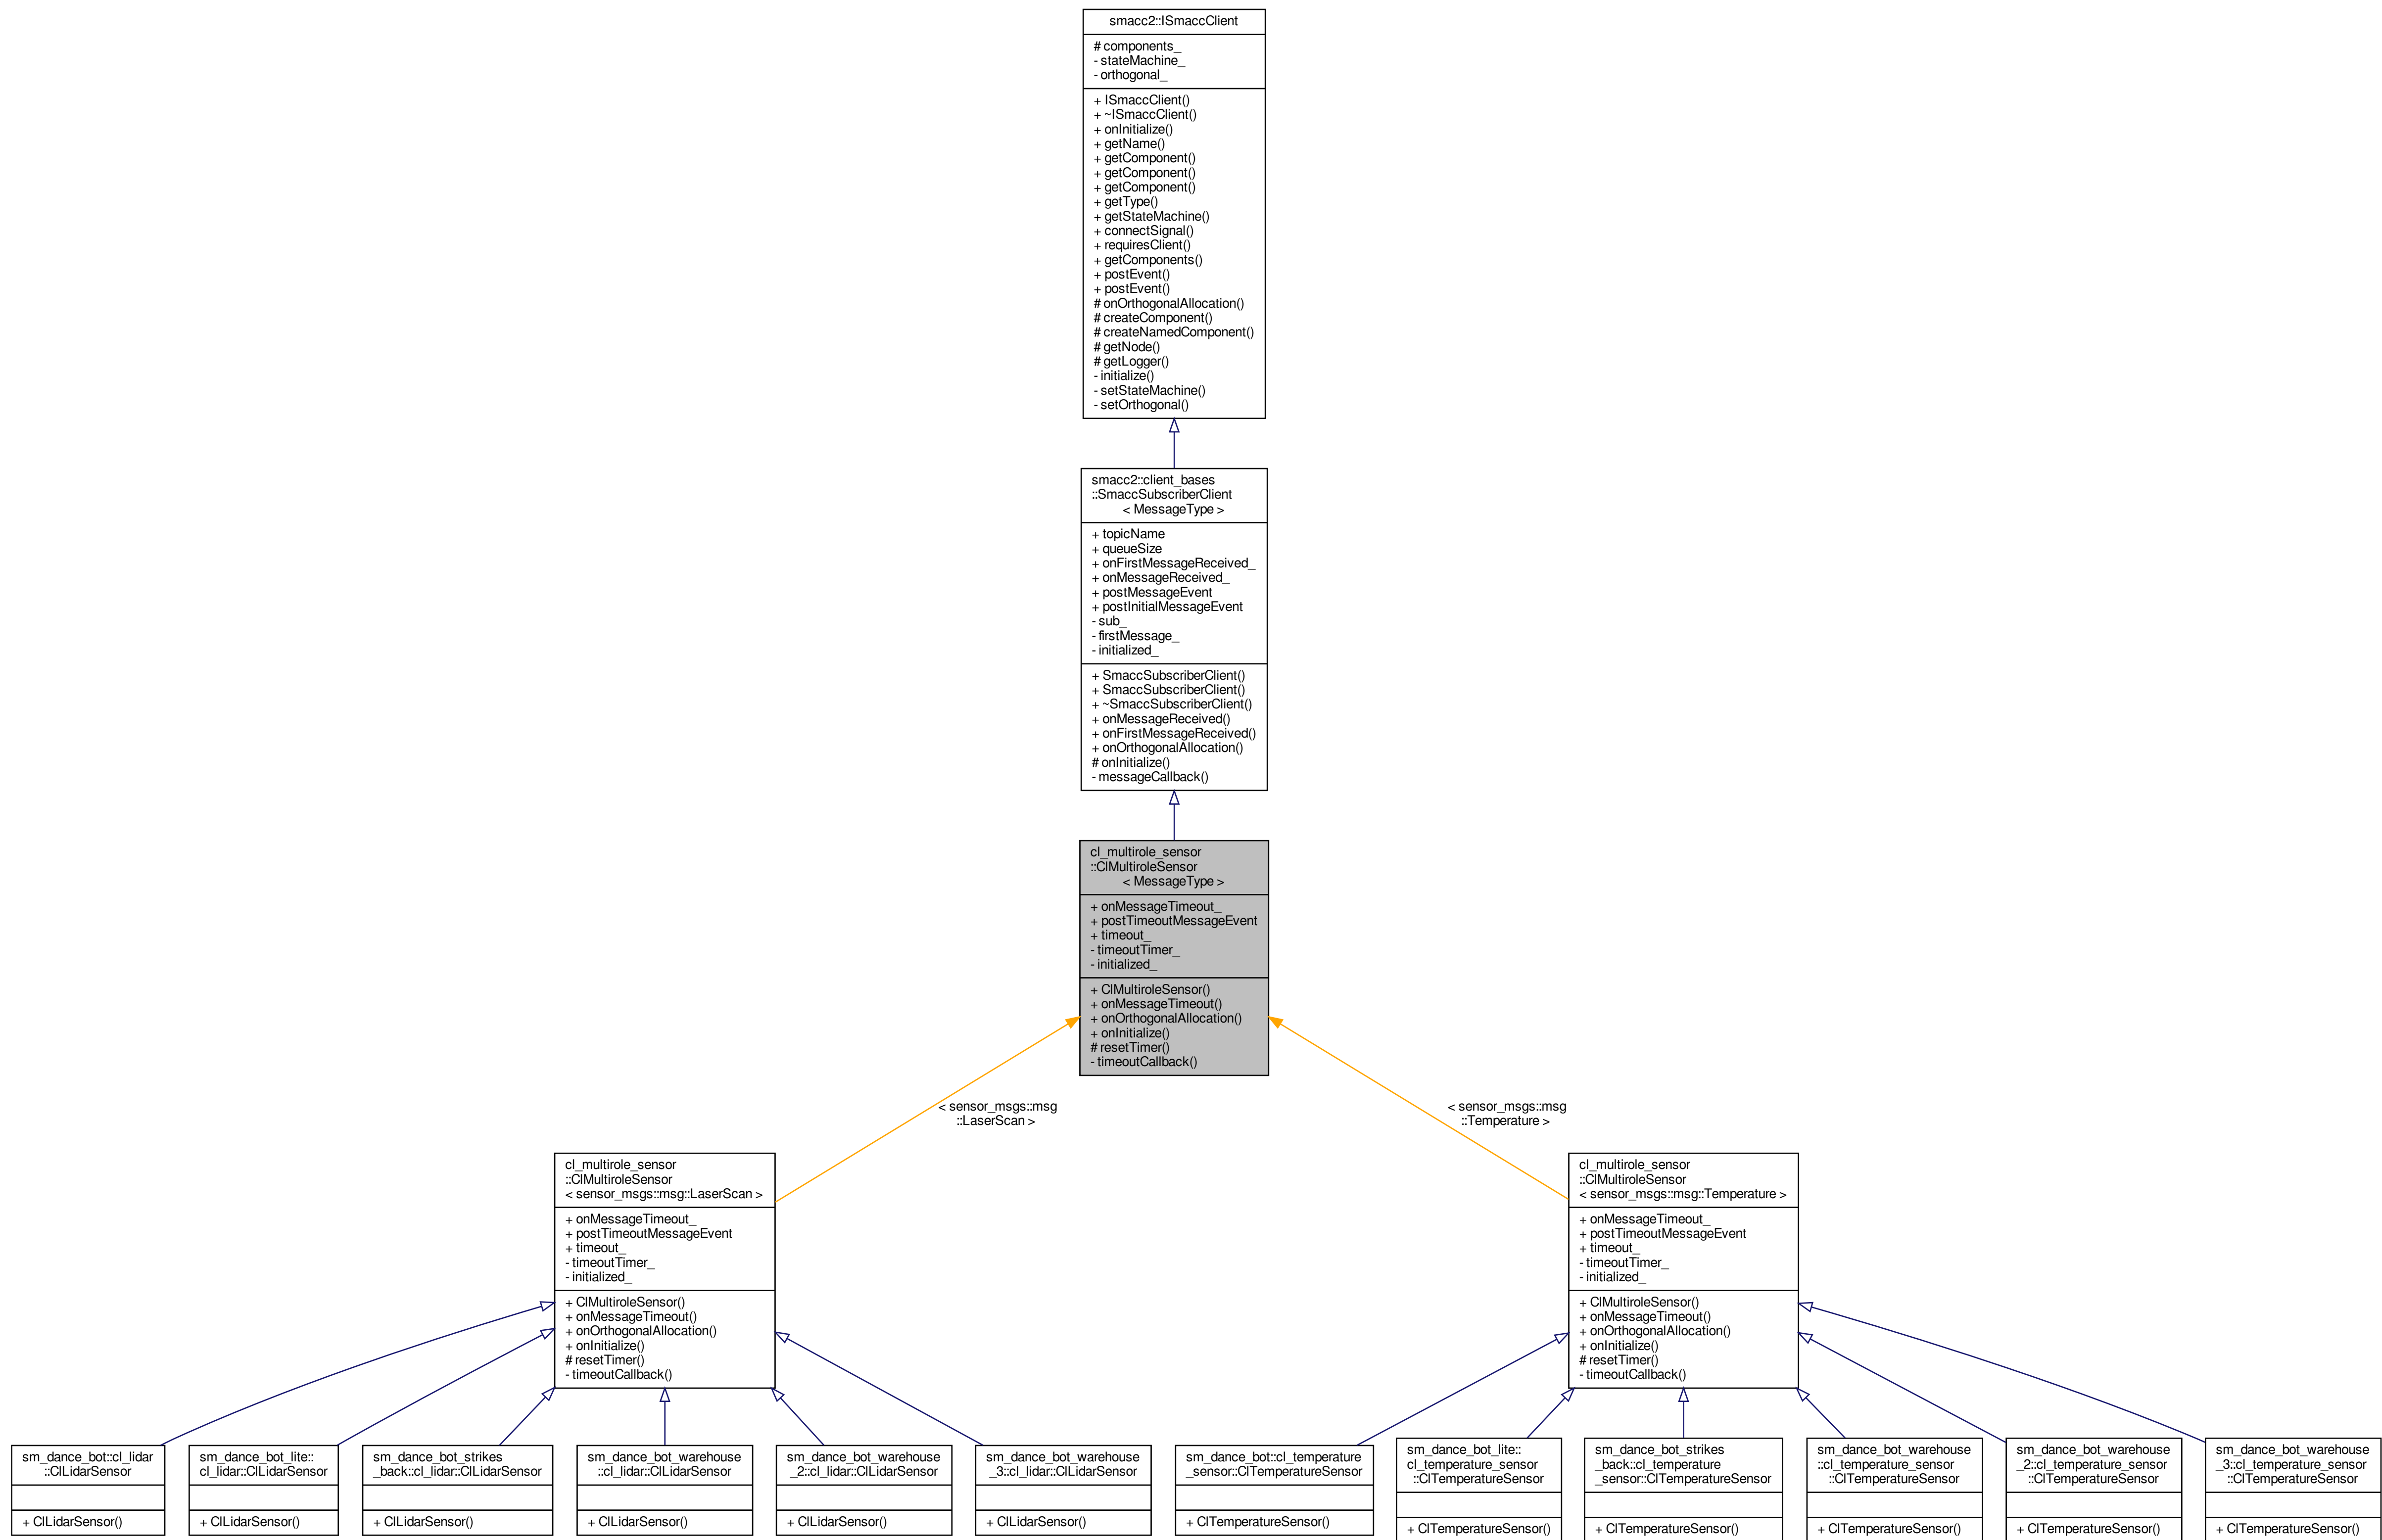 smacc2::ISmaccClient
# components_
- stateMachine_
- orthogonal_
+ ISmaccClient()
+ ~ISmaccClient()
+ onInitialize()
+ getName()
+ getComponent()
+ getComponent()
+ getComponent()
+ getType()
+ getStateMachine()
+ connectSignal()
+ requiresClient()
+ getComponents()
+ postEvent()
+ postEvent()
# onOrthogonalAllocation()
# createComponent()
# createNamedComponent()
# getNode()
# getLogger()
- initialize()
- setStateMachine()
- setOrthogonal()
smacc2::client_bases
::SmaccSubscriberClient
< MessageType >
+ topicName
+ queueSize
+ onFirstMessageReceived_
+ onMessageReceived_
+ postMessageEvent
+ postInitialMessageEvent
- sub_
- firstMessage_
- initialized_
+ SmaccSubscriberClient()
+ SmaccSubscriberClient()
+ ~SmaccSubscriberClient()
+ onMessageReceived()
+ onFirstMessageReceived()
+ onOrthogonalAllocation()
# onInitialize()
- messageCallback()
cl_multirole_sensor
::ClMultiroleSensor
< MessageType >
+ onMessageTimeout_
+ postTimeoutMessageEvent
+ timeout_
- timeoutTimer_
- initialized_
+ ClMultiroleSensor()
+ onMessageTimeout()
+ onOrthogonalAllocation()
+ onInitialize()
# resetTimer()
- timeoutCallback()
< sensor_msgs::msg
::LaserScan >
< sensor_msgs::msg
::Temperature >
cl_multirole_sensor
::ClMultiroleSensor
< sensor_msgs::msg::LaserScan >
+ onMessageTimeout_
+ postTimeoutMessageEvent
+ timeout_
- timeoutTimer_
- initialized_
+ ClMultiroleSensor()
+ onMessageTimeout()
+ onOrthogonalAllocation()
+ onInitialize()
# resetTimer()
- timeoutCallback()
cl_multirole_sensor
::ClMultiroleSensor
< sensor_msgs::msg::Temperature >
+ onMessageTimeout_
+ postTimeoutMessageEvent
+ timeout_
- timeoutTimer_
- initialized_
+ ClMultiroleSensor()
+ onMessageTimeout()
+ onOrthogonalAllocation()
+ onInitialize()
# resetTimer()
- timeoutCallback()
sm_dance_bot::cl_lidar
::ClLidarSensor
+ ClLidarSensor()
sm_dance_bot_lite::
cl_lidar::ClLidarSensor
+ ClLidarSensor()
sm_dance_bot_strikes
_back::cl_lidar::ClLidarSensor
+ ClLidarSensor()
sm_dance_bot_warehouse
::cl_lidar::ClLidarSensor
+ ClLidarSensor()
sm_dance_bot_warehouse
_2::cl_lidar::ClLidarSensor
+ ClLidarSensor()
sm_dance_bot_warehouse
_3::cl_lidar::ClLidarSensor
+ ClLidarSensor()
sm_dance_bot::cl_temperature
_sensor::ClTemperatureSensor
+ ClTemperatureSensor()
sm_dance_bot_lite::
cl_temperature_sensor
::ClTemperatureSensor
+ ClTemperatureSensor()
sm_dance_bot_strikes
_back::cl_temperature
_sensor::ClTemperatureSensor
+ ClTemperatureSensor()
sm_dance_bot_warehouse
::cl_temperature_sensor
::ClTemperatureSensor
+ ClTemperatureSensor()
sm_dance_bot_warehouse
_2::cl_temperature_sensor
::ClTemperatureSensor
+ ClTemperatureSensor()
sm_dance_bot_warehouse
_3::cl_temperature_sensor
::ClTemperatureSensor
+ ClTemperatureSensor()